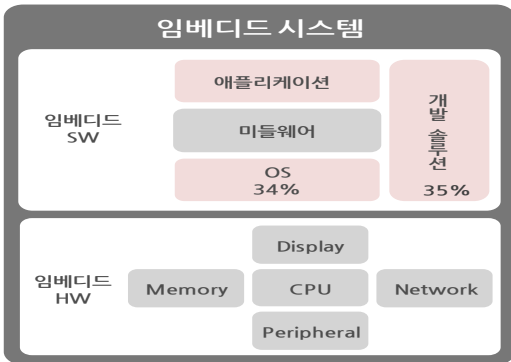 임베디드 시스템
임베디드
SW
애플리케이션
미들웨어
OS
34%
개발 솔루션
35%
임베디드
HW
Display
Memory
CPU
Network
Peripheral